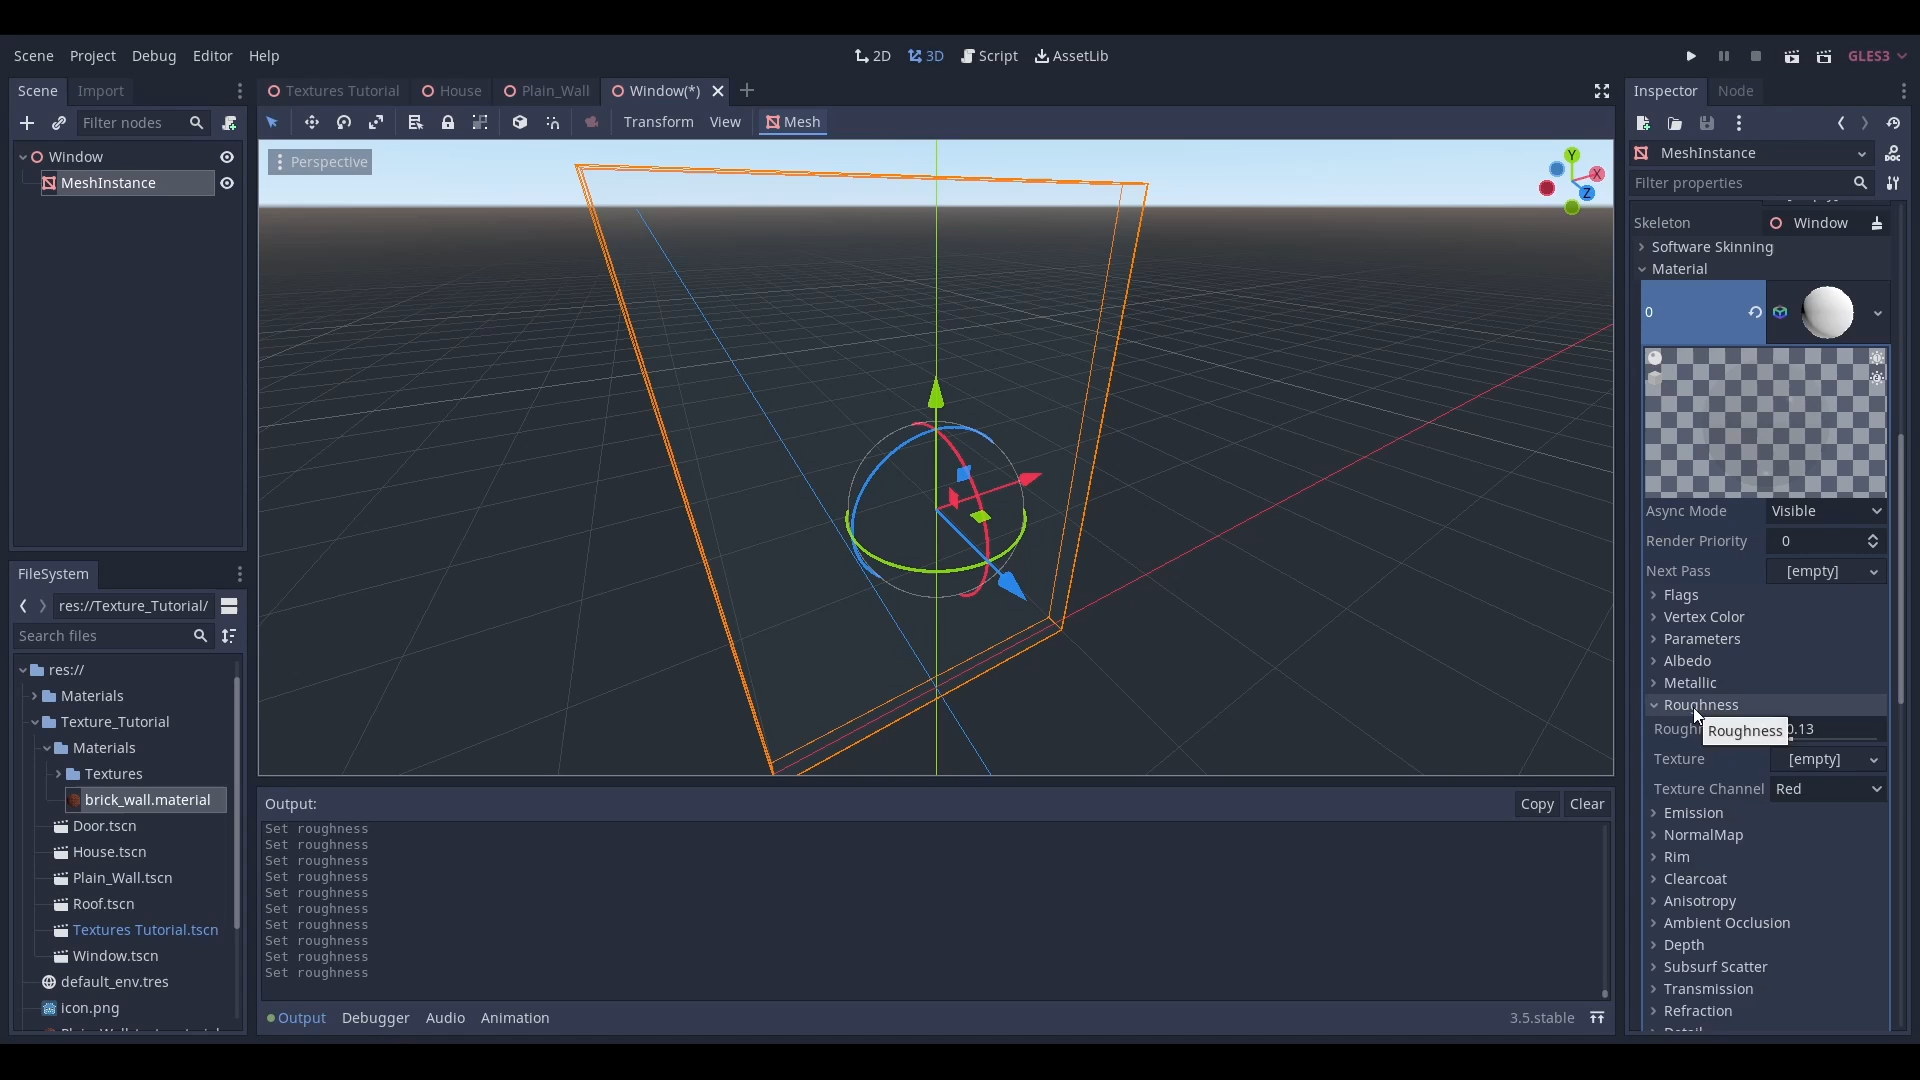 Scene Project Debug Editor Help
2D 3D Script AssetLib
GLES3
Scene Import
Filter nodes
Window
MeshInstance
FileSystem
res://Texture_Tutorial/
Search files
res://
Materials
Texture_Tutorial
Materials
Textures
brick_wall.material
Door.tscn
House.tscn
Plain_Wall.tscn
Roof.tscn
Textures Tutorial.tscn
Window.tscn
default_env.tres
icon.png
Textures Tutorial House Plain_Wall Window(*)
Transform View Mesh
Perspective
Y
X
Z
Output:
Copy Clear
Set roughness
Set roughness
Set roughness
Set roughness
Set roughness
Set roughness
Set roughness
Set roughness
Set roughness
Set roughness
Output Debugger Audio Animation
3.5.stable
Inspector Node
MeshInstance
Filter properties
Skeleton Window
Software Skinning
Material
0
Async Mode Visible
Render Priority 0
Next Pass [empty]
Flags
Vertex Color
Parameters
Albedo
Metallic
Roughness
Roughness
Texture [empty]
Texture Channel Red
Emission
NormalMap
Rim
Clearcoat
Anisotropy
Ambient Occlusion
Depth
Subsurf Scatter
Transmission
Refraction